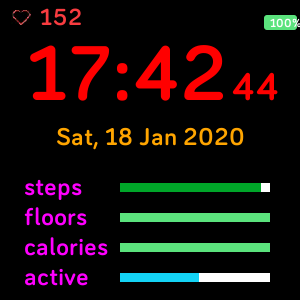 152
100%
17:42 44
Sat, 18 Jan 2020
steps
floors
calories
active